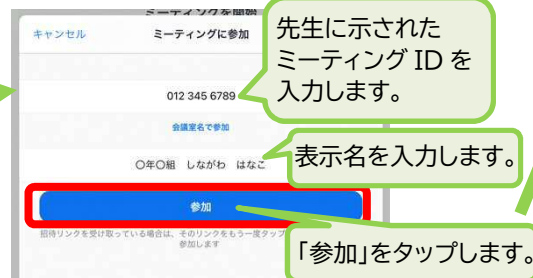 ミーティングを開始
キャンセル
ミーティングに参加
012 345 6789
会議室名で参加
〇年〇組 しながわ はなこ
参加
招待リンクを受け取っている場合は、そのリンクをもう一度タップ
参加します
先生に示された
ミーティング ID を
入力します。
表示名を入力します。
「参加」をタップします。